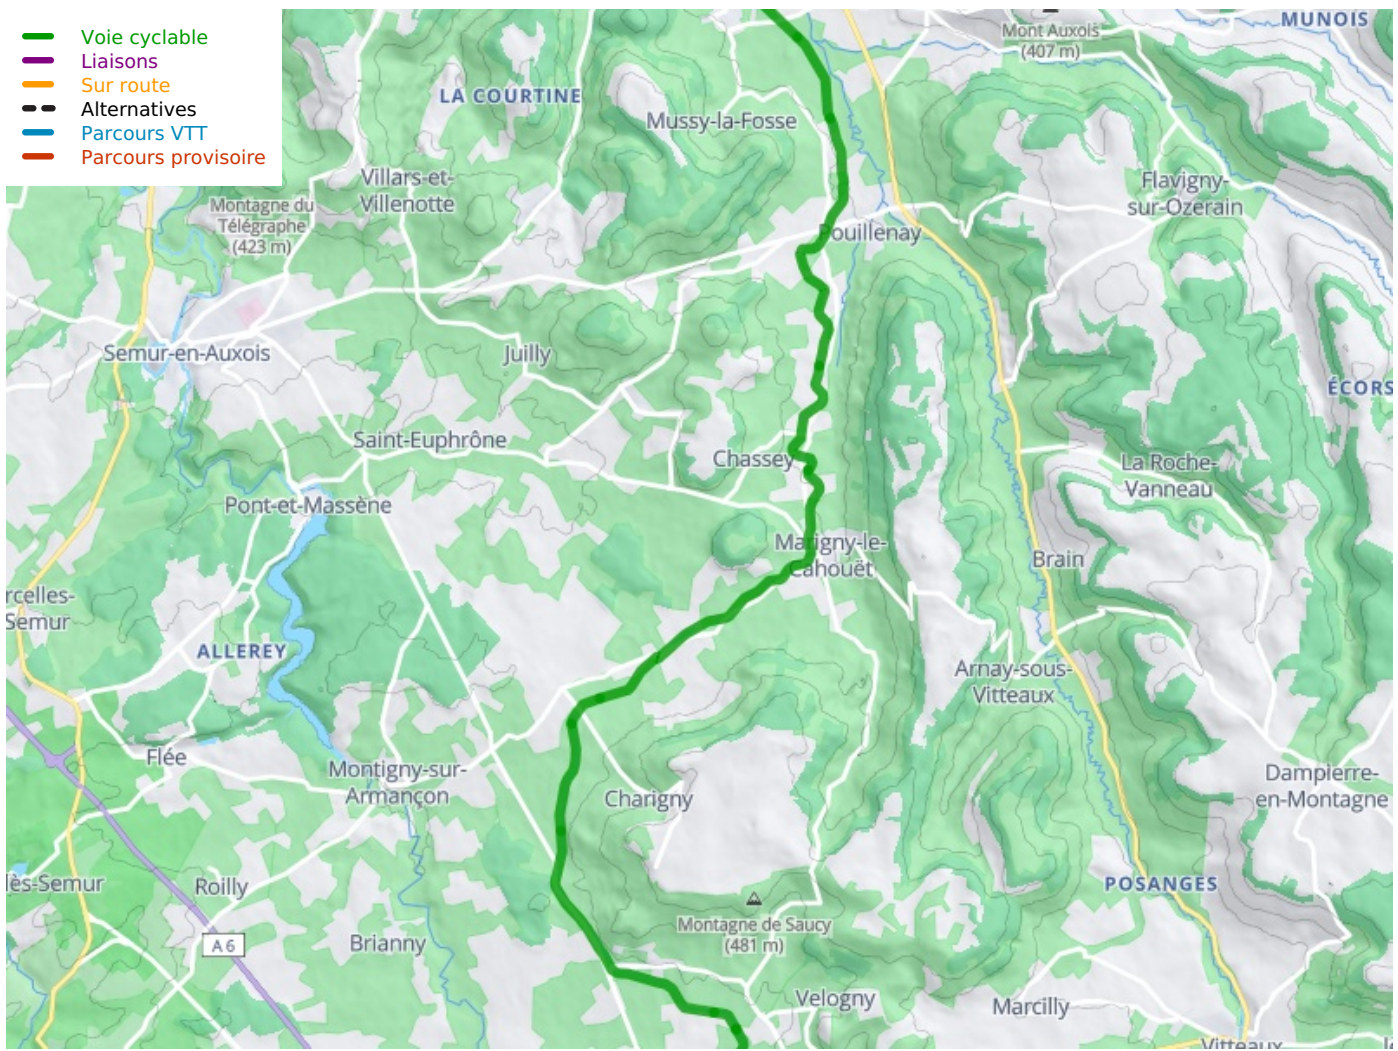 Voie cyclable
Liaisons
Sur route
Alternatives
Parcours VTT
Parcours provisoire
MUNOIS
Mont Auxois
(407 m)
LA COURTINE
Mussy-la-Fosse
Villars-et-
Villenotte
Flavigny-
sur-Ozerain
Montagne du
Télégraphe
(423 m)
Pouillenay
Semur-en-Auxois
Juilly
ÉCORS
Saint-Euphrône
Chassey
La Roche-
Vanneau
Pont-et-Massène
Marigny-le-
Cahouët
Brain
rcelles-
Semur
ALLEREY
Arnay-sous-
Vitteaux
Flée
Montigny-sur-
Armançon
Charigny
Dampierre-
en-Montagne
lès-Semur
Roilly
POSANGES
Montagne de Saucy
(481 m)
A 6
Brianny
Velogny
Marcilly
Vitteaux